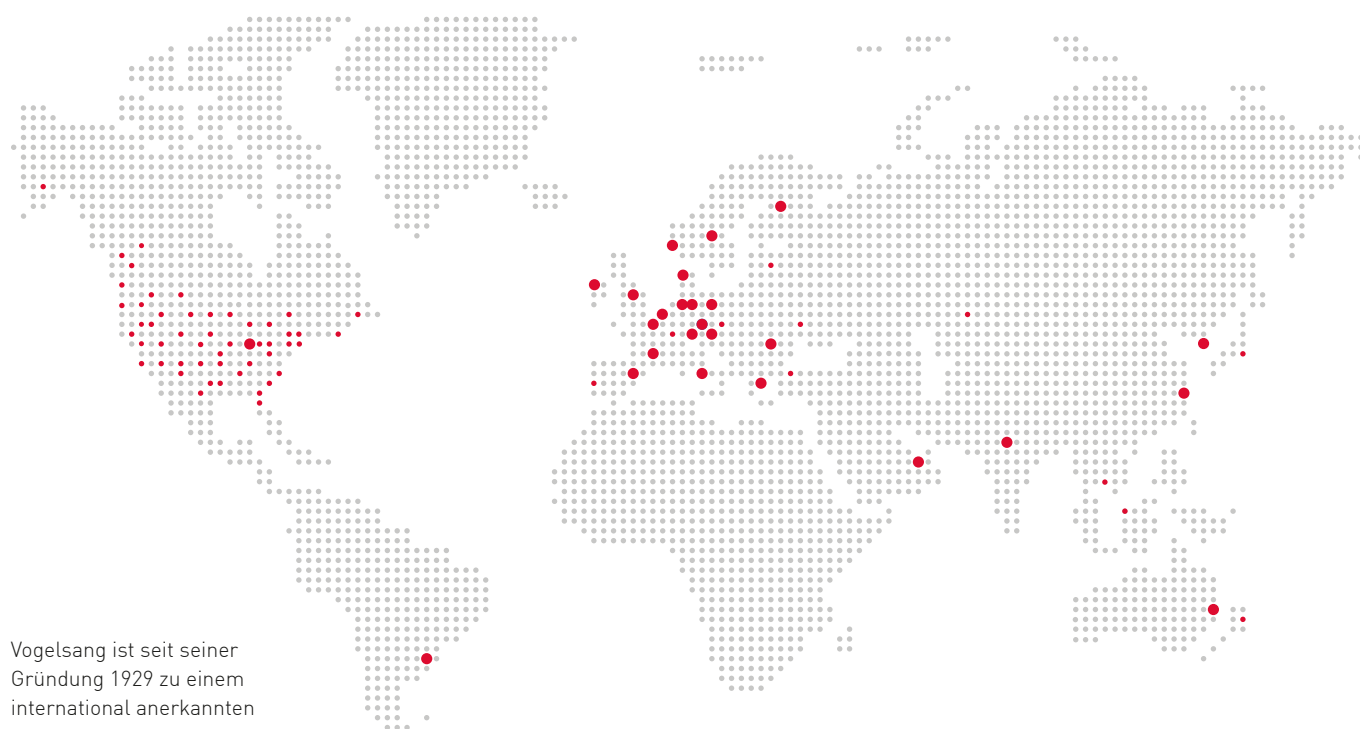 Vogelsang ist seit seiner
Gründung 1929 zu einem
international anerkannten